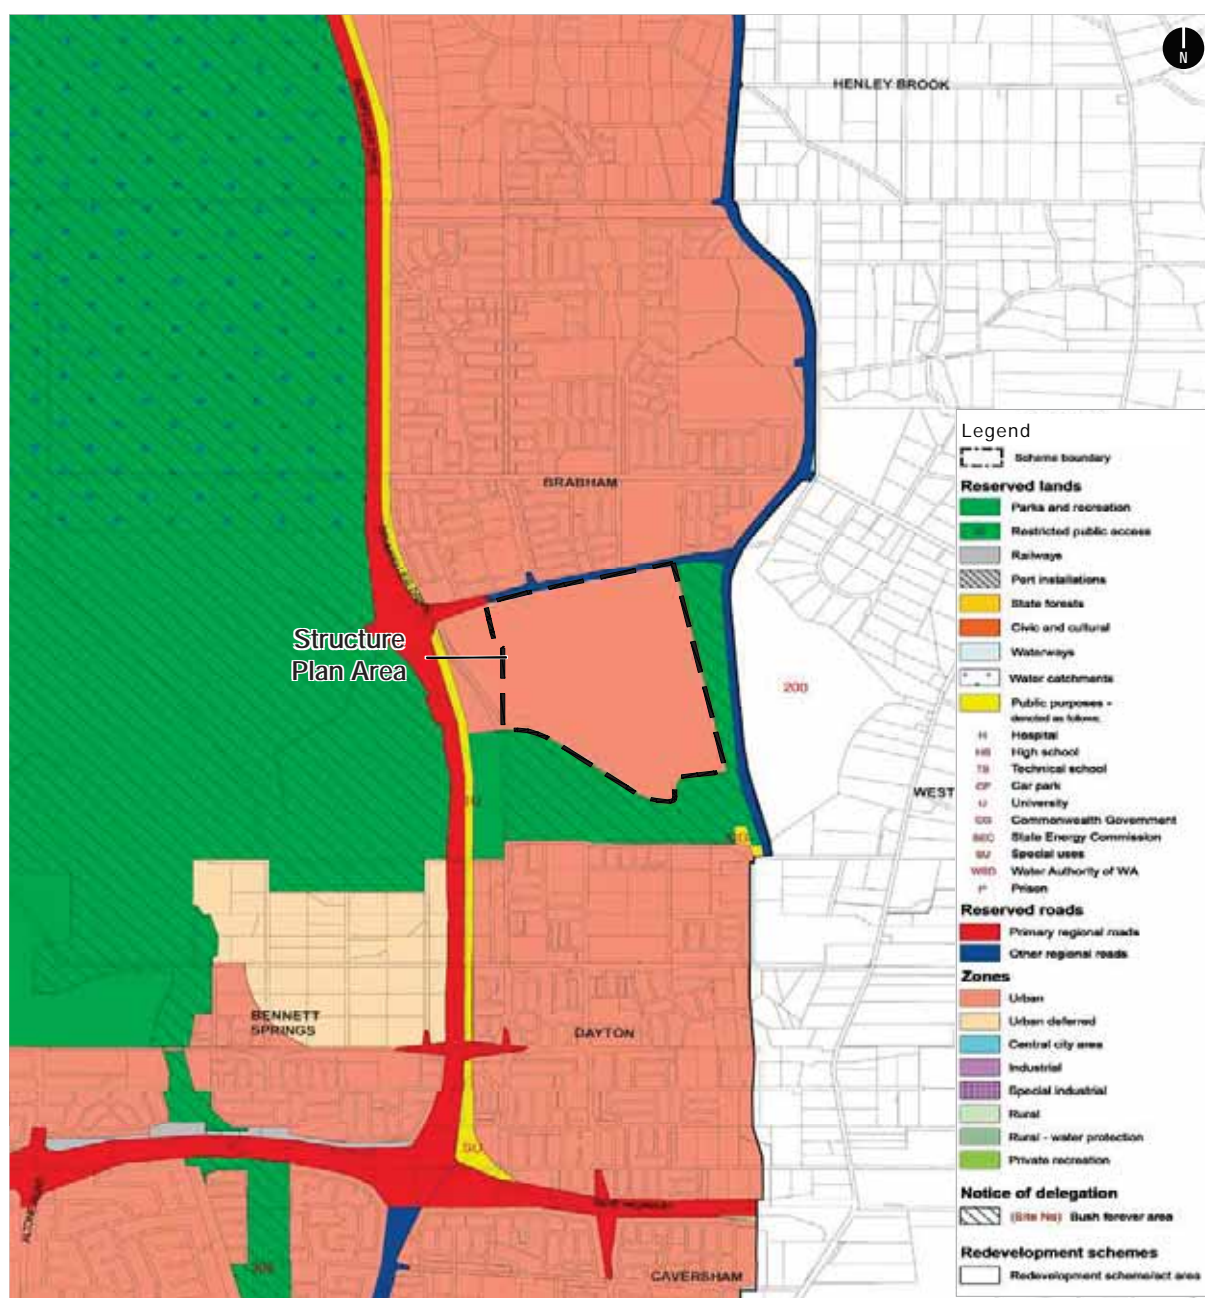 N
HENLEY BROOK
BRABHAM
Structure
Plan Area
200
WEST
SU
BENNETT
SPRINGS
DAYTON
SU
CAVERSHAM
Legend
Scheme boundary
Reserved lands
Parks and recreation
Restricted public access
Railways
Port installations
State forests
Civic and cultural
Waterways
Water catchments
Public purposes -
denoted as follows:
H Hospital
HS High school
TS Technical school
CP Car park
U University
CG Commonwealth Government
SEC State Energy Commission
SU Special uses
WSD Water Authority of WA
P Prison
Reserved roads
Primary regional roads
Other regional roads
Zones
Urban
Urban deferred
Central city area
Industrial
Special industrial
Rural
Rural - water protection
Private recreation
Notice of delegation
(Site No) Bush forever area
Redevelopment schemes
Redevelopment scheme/act area